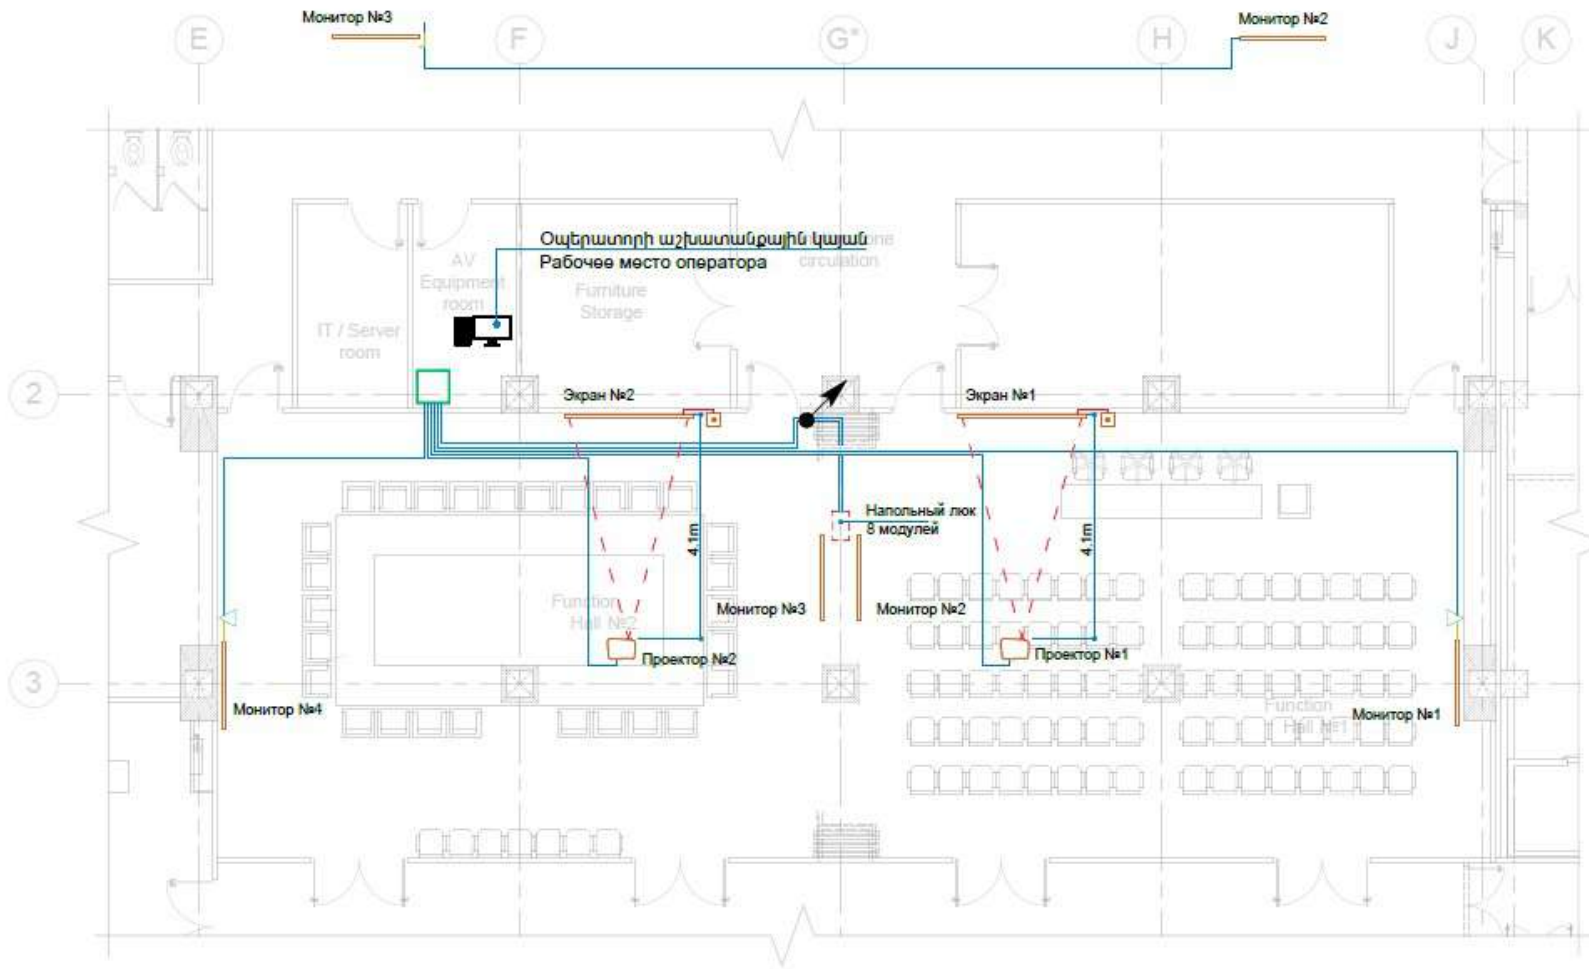 Монитор №3
Монитор №2
E
F
G*
H
J
K
Օպերատորի աշխատանքային կայան
one
Рабочее место оператора
circulation
AV
Equipment
room
Furniture
Storage
IT / Server
room
2
Экран №2
Экран №1
Напольный люк
8 модулей
4,1m
4,1m
Function
Hall №2
Монитор №3
Монитор №2
Проектор №2
Проектор №1
3
Монитор №4
Function
Hall №1
Монитор №1